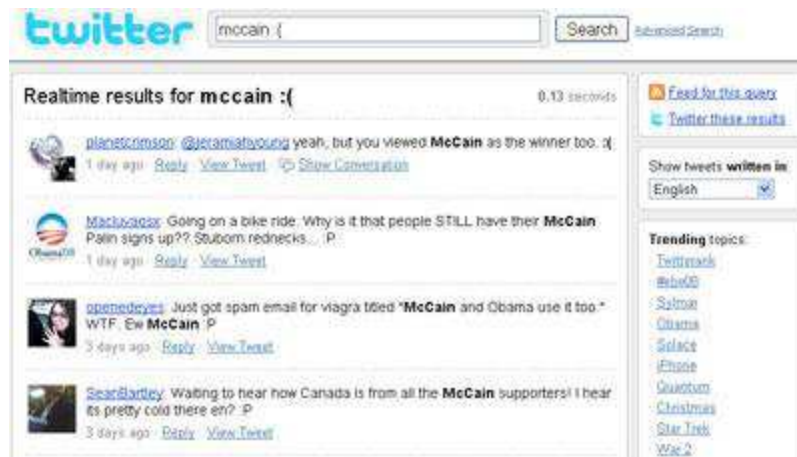 twitter
mccain :(
Search
Advanced Search
Realtime results for mccain :(
0.13 seconds
planetcrimson: @jeramiahyoung yeah, but you viewed McCain as the winner too. :(
1 day ago Reply View Tweet Show Conversation
Going on a bike ride. Why is it that people STILL have their McCain
Palin signs up?? Stuborn rednecks... :P
1 day ago Reply View Tweet
openedeyes: Just got spam email for viagra titled "McCain and Obama use it too."
WTF. Ew McCain :P
3 days ago Reply View Tweet
SeanBartley: Waiting to hear how Canada is from all the McCain supporters! I hear
its pretty cold there eh? :P
3 days ago Reply View Tweet
Feed for this query
Twitter these results
Show tweets written in:
English
Trending topics:
Twitterank
Sylmar
Obama
Solace
iPhone
Quantum
Christmas
Star Trek
War 2